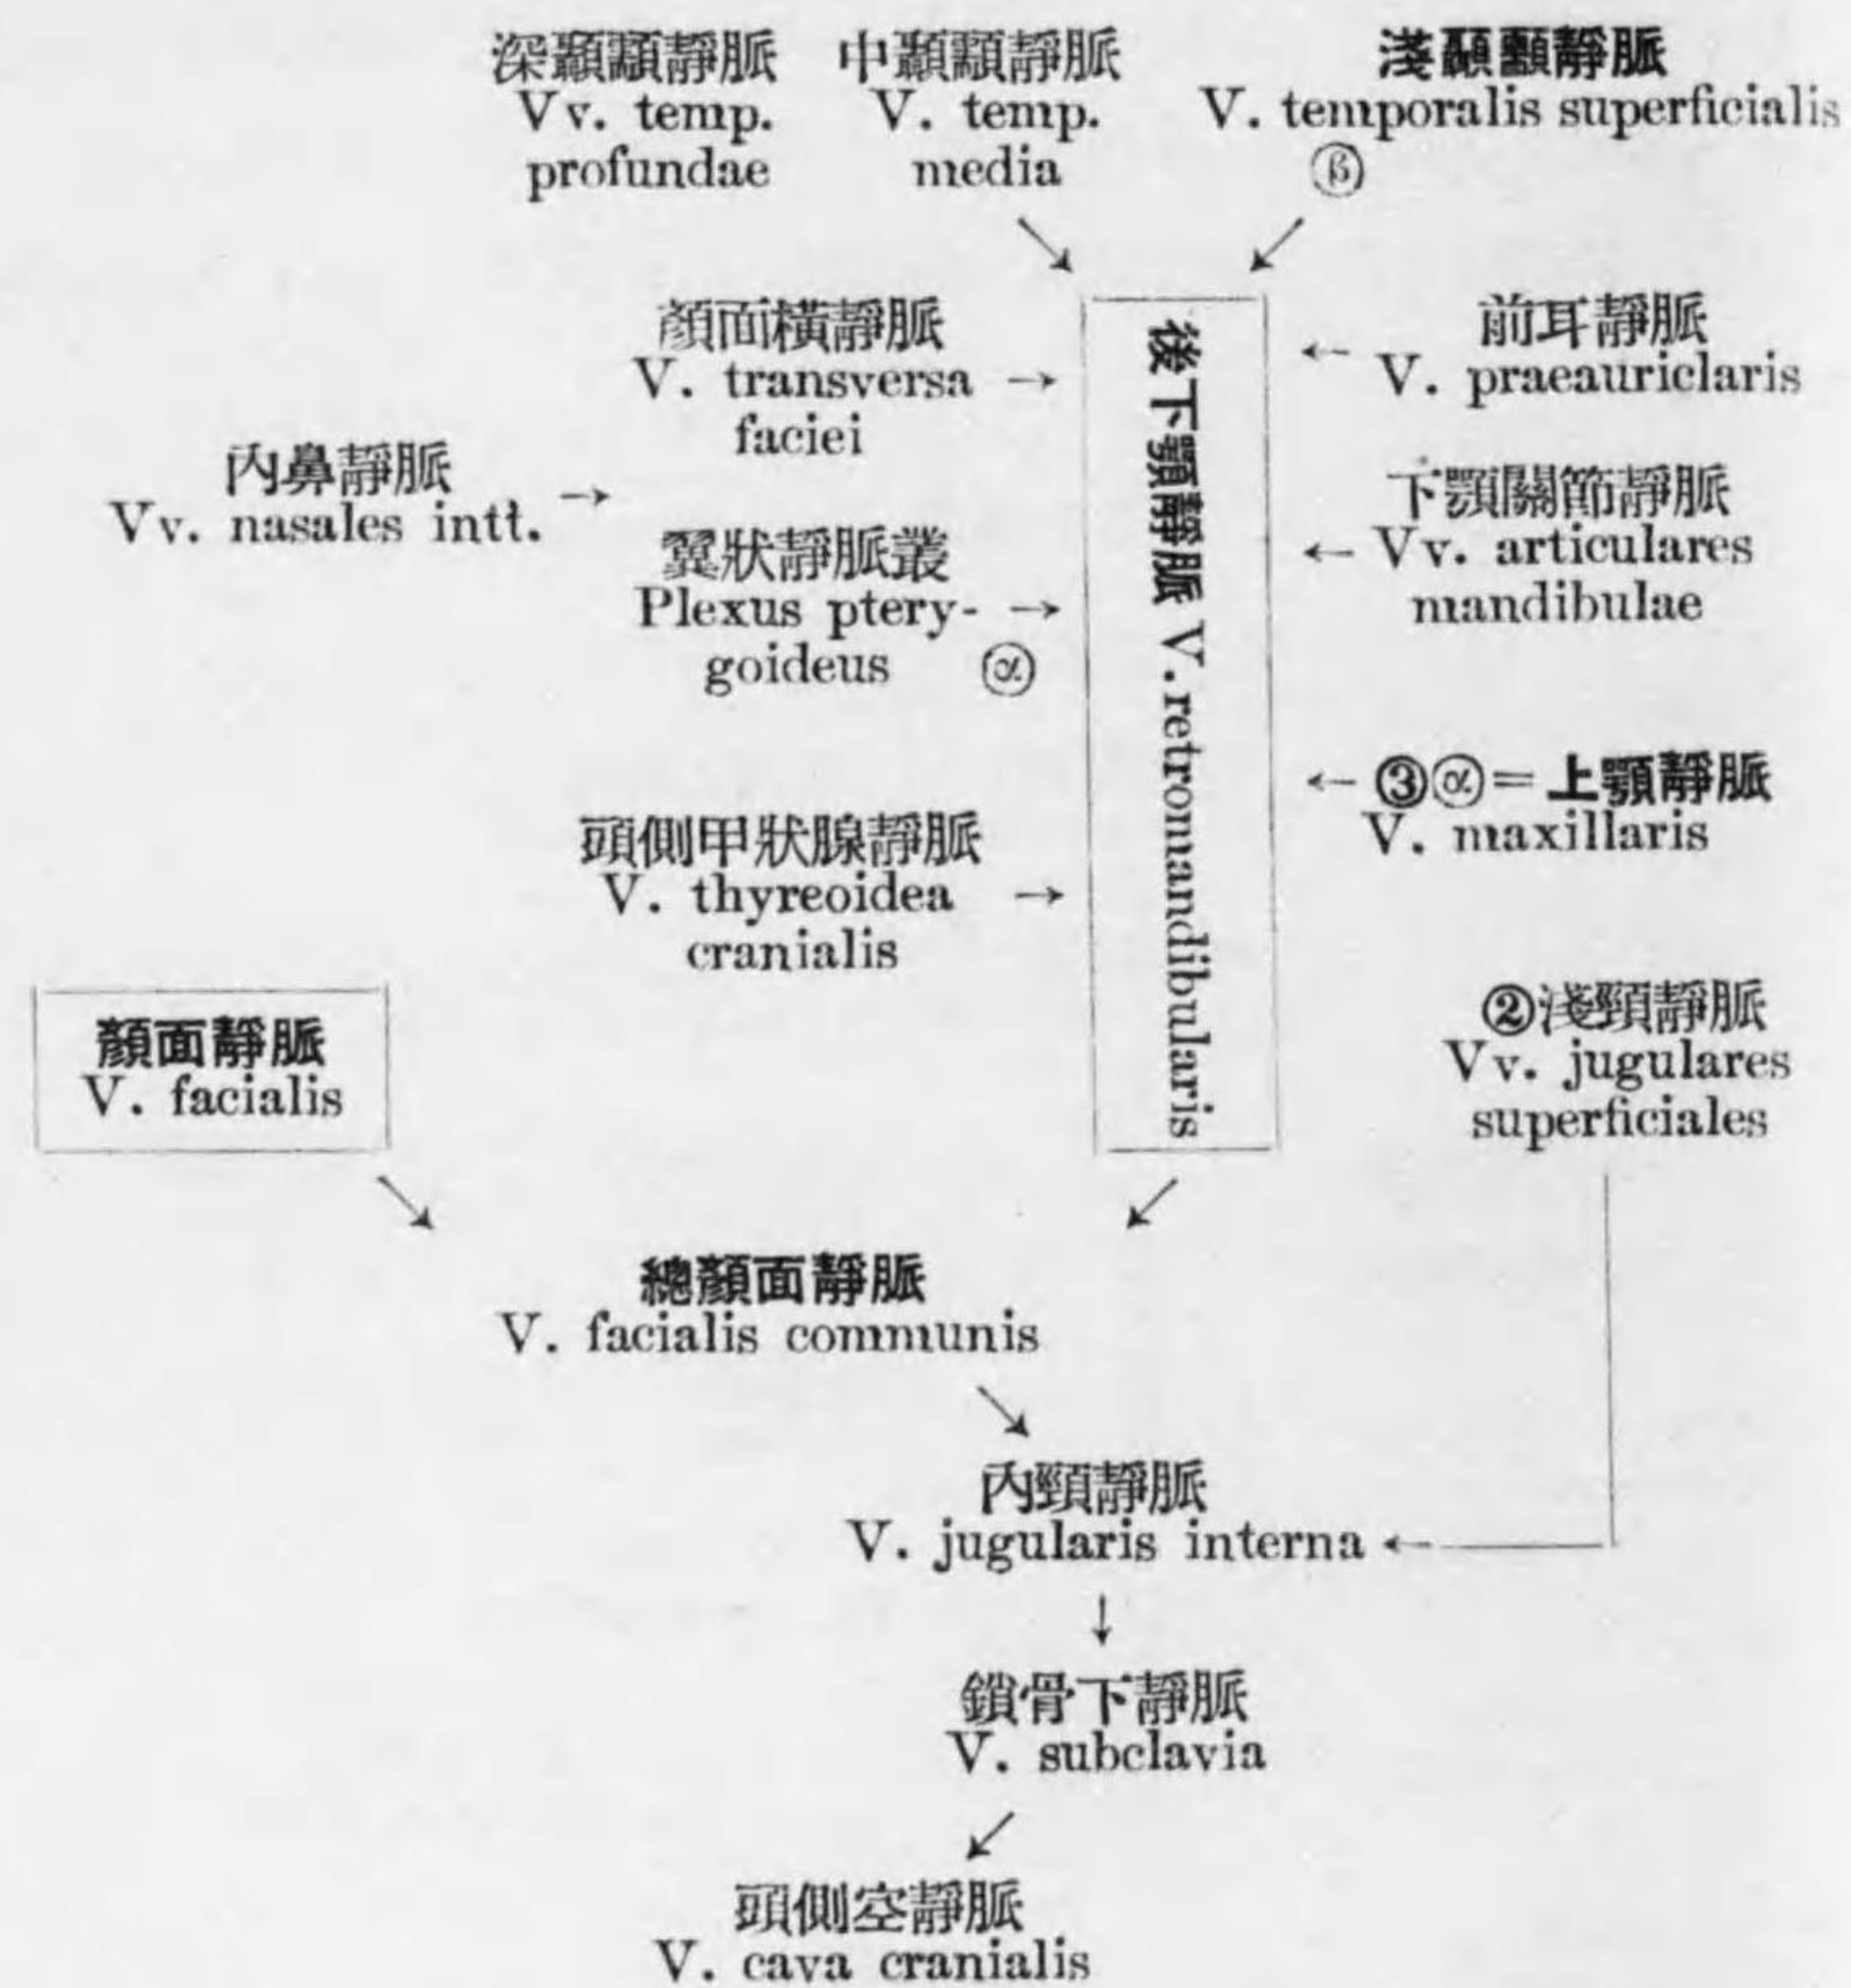 深顳顬靜脈
Vv. temp.
profundae
中顳顬靜脈
V. temp.
media
淺顳顬靜脈
V. temporalis superficialis
ⓑ
顏面橫靜脈
V. transversa →
faciei
內鼻靜脈 →
Vv. nasales intt.
翼狀靜脈叢
Plexus ptery- →
goideus ⓐ
頭側甲狀腺靜脈
V. thyreoidea →
cranialis
後下顎靜脈 V. retromandibularis
前耳靜脈
← V. praeauriclaris
下顎關節靜脈
← Vv. articulares
mandibulae
← ③ⓐ=上顎靜脈
V. maxillaris
②淺頸靜脈
Vv. jugulares
superficiales
顏面靜脈
V. facialis
總顏面靜脈
V. facialis communis
內頸靜脈
V. jugularis interna ←
↓
鎖骨下靜脈
V. subclavia
頭側空靜脈
V. cava cranialis